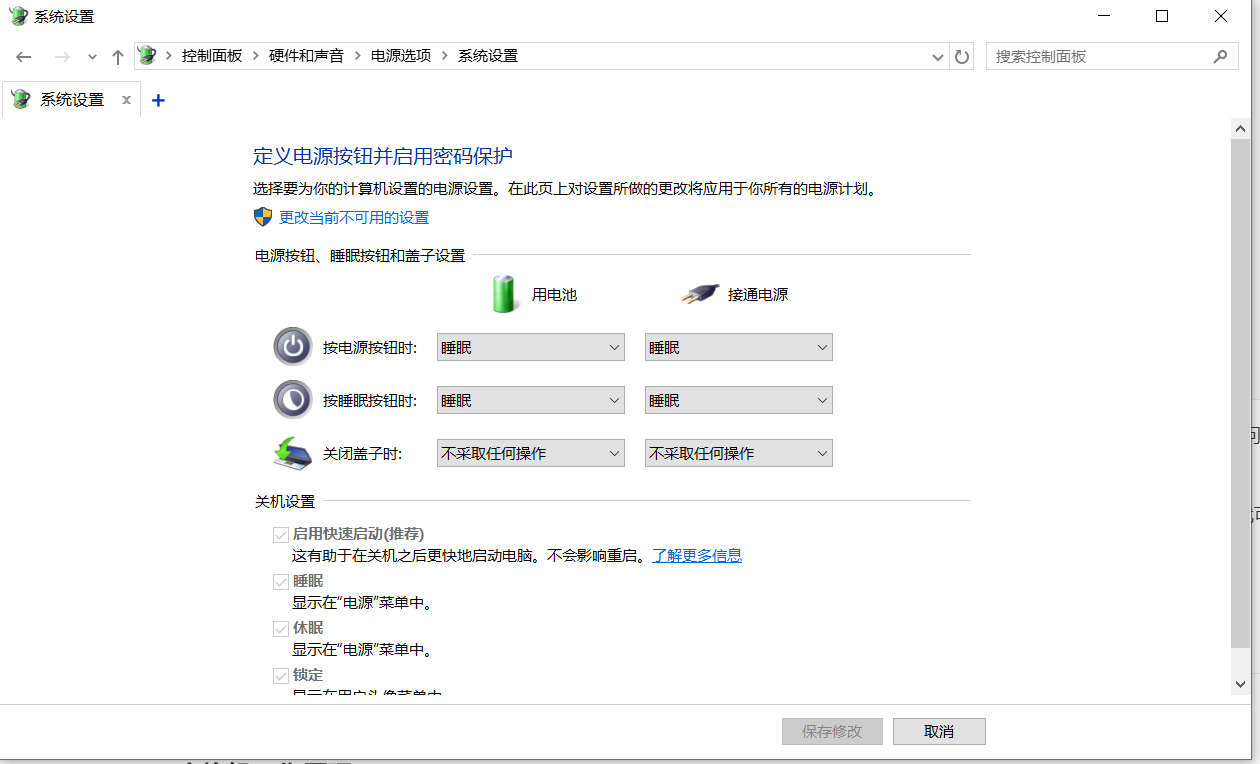 系统设置
控制面板 › 硬件和声音 › 电源选项 › 系统设置
搜索控制面板
系统设置 x +
定义电源按钮并启用密码保护
选择要为你的计算机设置的电源设置。在此页上对设置所做的更改将应用于你所有的电源计划。
更改当前不可用的设置
电源按钮、睡眠按钮和盖子设置
用电池 接通电源
按电源按钮时: 睡眠 睡眠
按睡眠按钮时: 睡眠 睡眠
关闭盖子时: 不采取任何操作 不采取任何操作
关机设置
启用快速启动(推荐)
这有助于在关机之后更快地启动电脑。不会影响重启。了解更多信息
睡眠
显示在"电源"菜单中。
休眠
显示在"电源"菜单中。
锁定
显示在用户头像菜单中
保存修改 取消